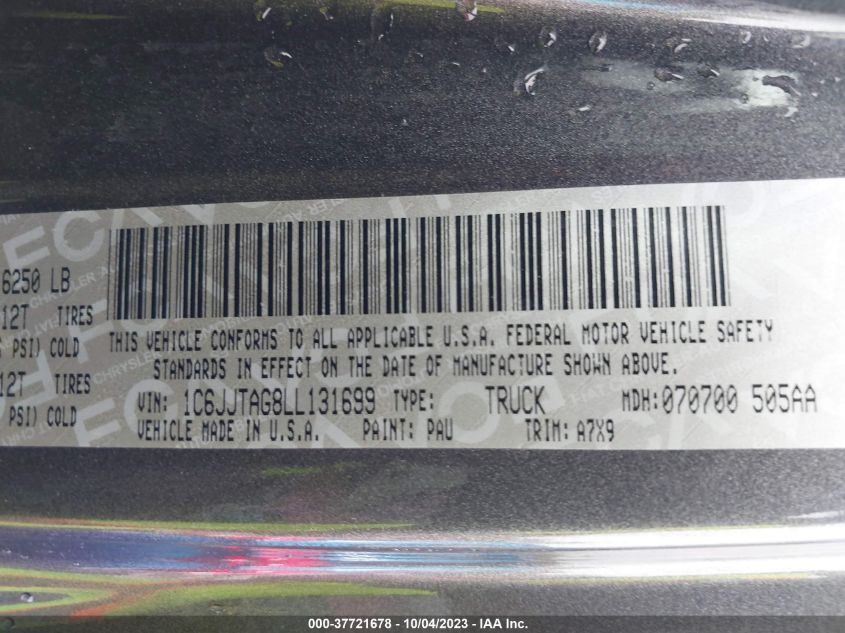 6250 LB
12T TIRES
PSI) COLD
12T TIRES
PSI) COLD
THIS VEHICLE CONFORMS TO ALL APPLICABLE U.S.A. FEDERAL MOTOR VEHICLE SAFETY
STANDARDS IN EFFECT ON THE DATE OF MANUFACTURE SHOWN ABOVE.
VIN: 1C6JJTAG8LL131699 TYPE: TRUCK MDH:070700 505AA
VEHICLE MADE IN U.S.A. PAINT: PAU TRIM: A7X9
000-37721678 - 10/04/2023 - IAA Inc.